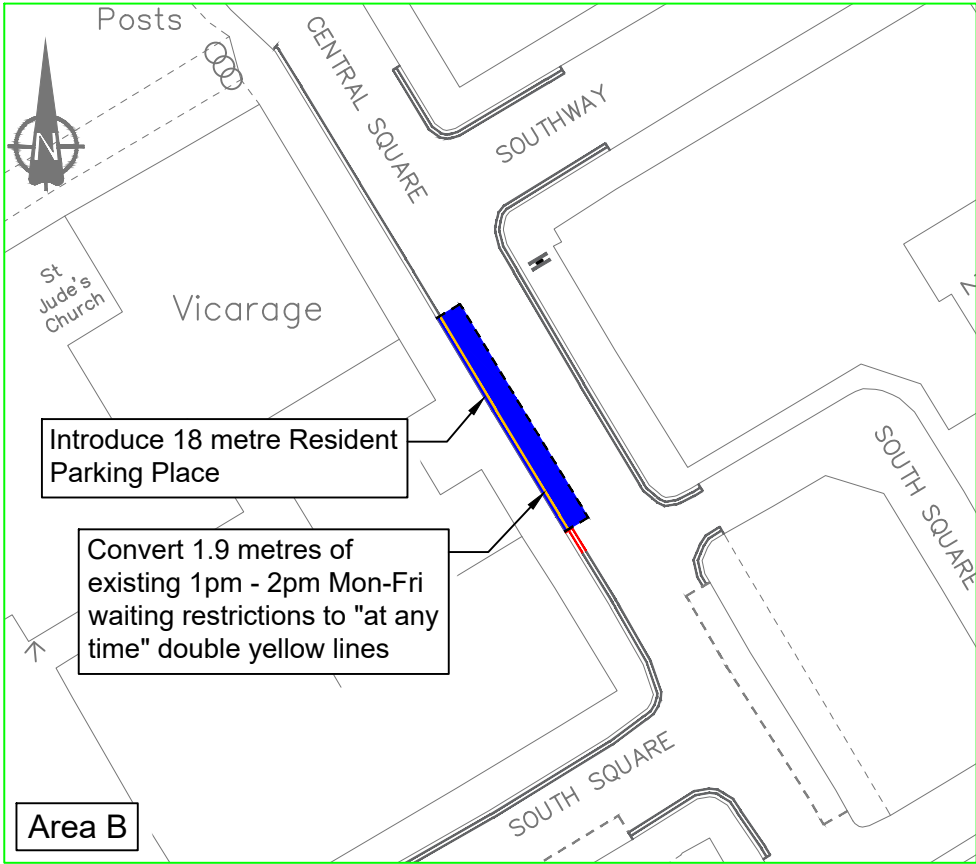 Posts
CENTRAL SQUARE
SOUTHWAY
N
St
Jude's
Church
Vicarage
Introduce 18 metre Resident
Parking Place
SOUTH SQUARE
Convert 1.9 metres of
existing 1pm - 2pm Mon-Fri
waiting restrictions to "at any
time" double yellow lines
SOUTH SQUARE
Area B